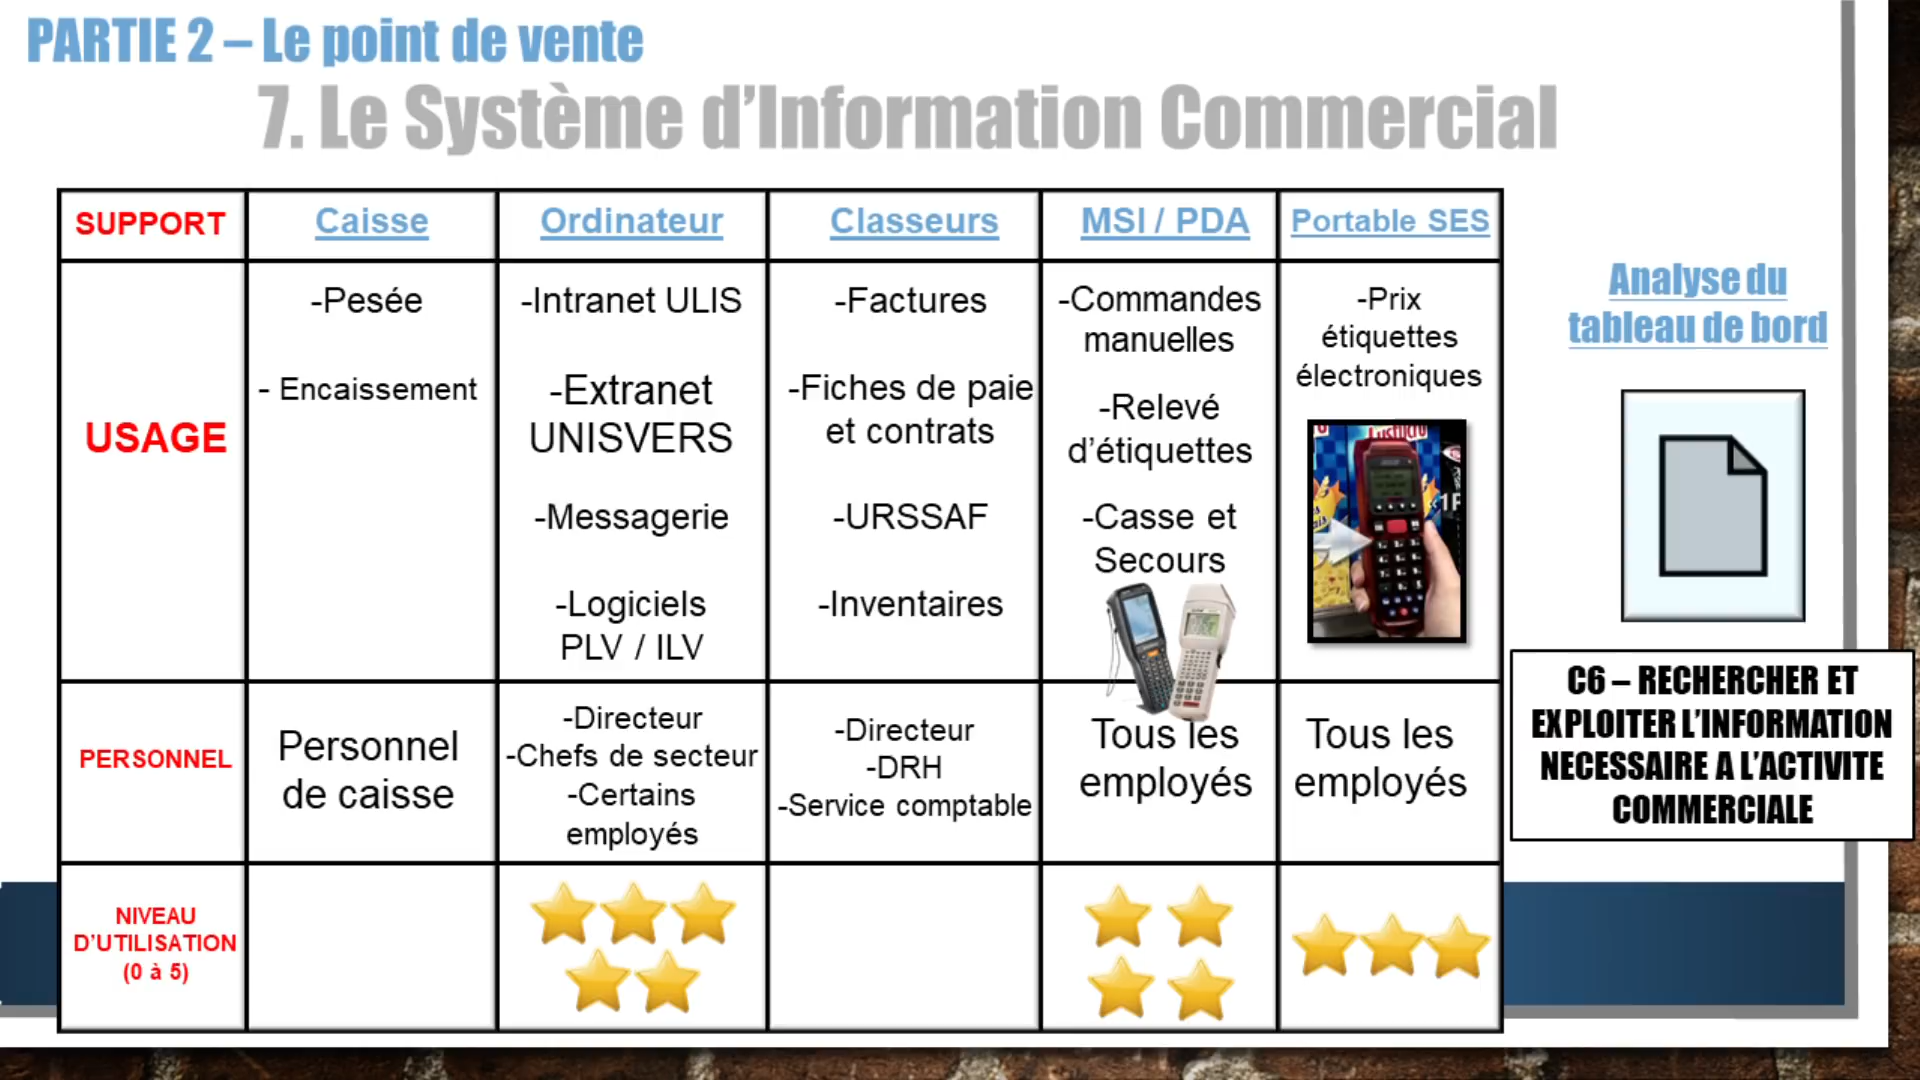 PARTIE 2 – Le point de vente
7. Le Système d'Information Commercial
SUPPORT
Caisse
Ordinateur
Classeurs
MSI / PDA
Portable SES
USAGE
-Pesée
- Encaissement
-Intranet ULIS
-Extranet
UNISVERS
-Messagerie
-Logiciels
PLV / ILV
-Factures
-Fiches de paie
et contrats
-URSSAF
-Inventaires
-Commandes
manuelles
-Relevé
d'étiquettes
-Casse et
Secours
-Prix
étiquettes
électroniques
PERSONNEL
Personnel
de caisse
-Directeur
-Chefs de secteur
-Certains
employés
-Directeur
-DRH
-Service comptable
Tous les
employés
Tous les
employés
NIVEAU
D'UTILISATION
(0 à 5)
Analyse du
tableau de bord
C6 – RECHERCHER ET
EXPLOITER L'INFORMATION
NECESSAIRE A L'ACTIVITE
COMMERCIALE